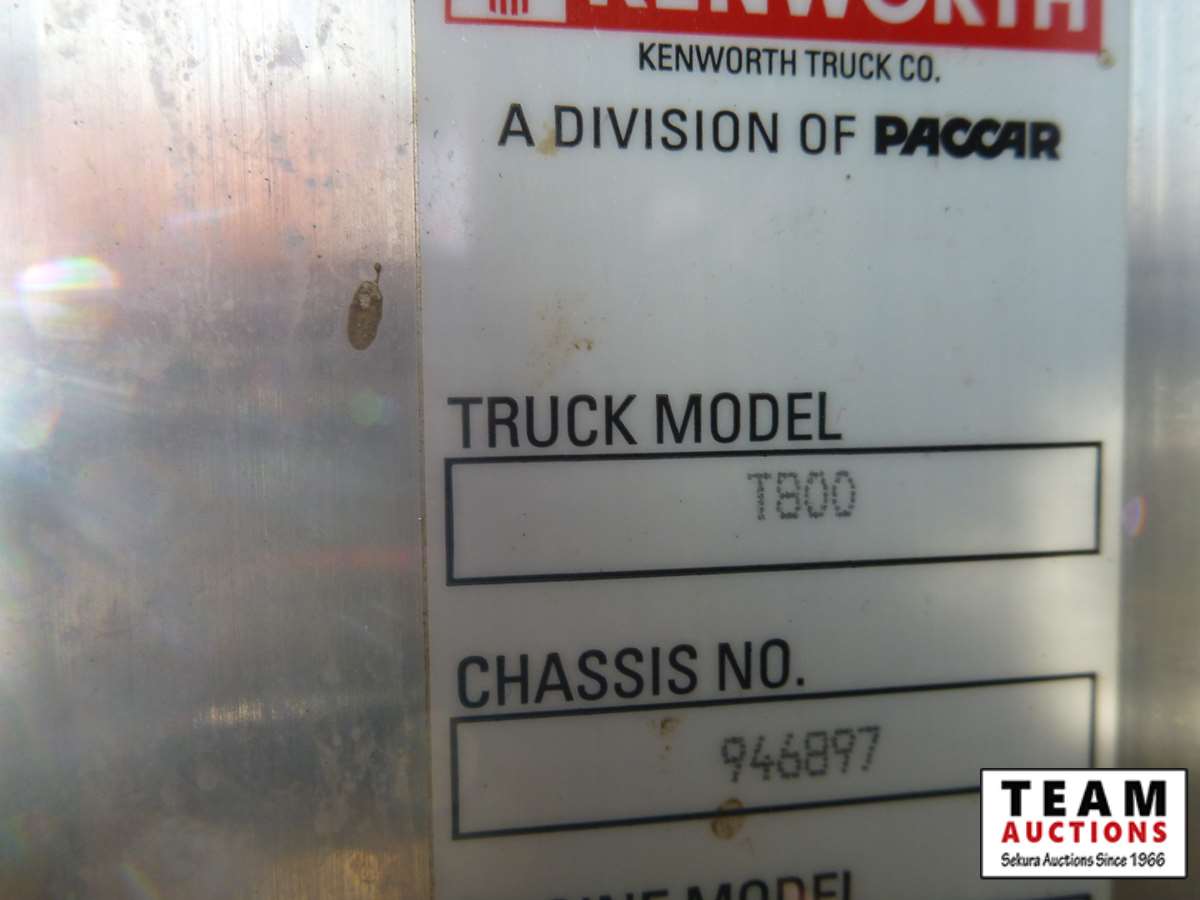 KENWORTH
KENWORTH TRUCK CO.
A DIVISION OF PACCAR
TRUCK MODEL
T800
CHASSIS NO.
946897
MODEL
TEAM
AUCTIONS
Sekura Auctions Since 1966